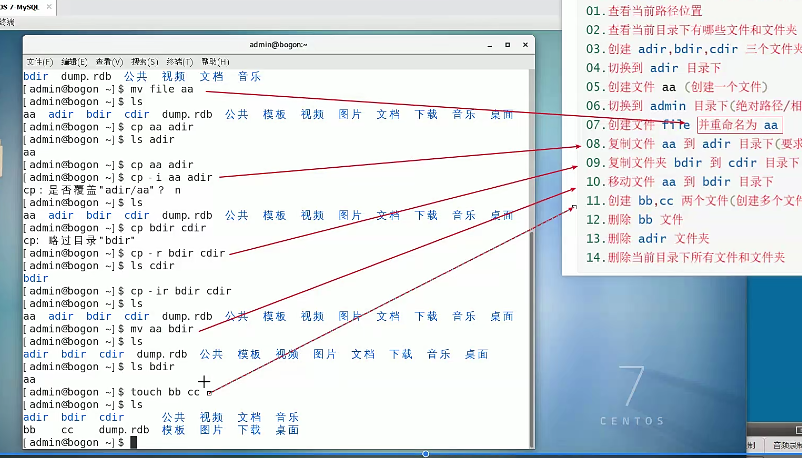 OS 7 MySQL ×
admin@bogon:~
文件(F) 编辑(E) 查看(V) 搜索(S) 终端(T) 帮助(H)
bdir dump.rdb 公共 视频 文档 音乐
[admin@bogon ~]$ mv file aa
[admin@bogon ~]$ ls
aa adir bdir cdir dump.rdb 公共 模板 视频 图片 文档 下载 音乐 桌面
[admin@bogon ~]$ cp aa adir
[admin@bogon ~]$ ls adir
aa
[admin@bogon ~]$ cp aa adir
[admin@bogon ~]$ cp -i aa adir
cp：是否覆盖"adir/aa"？ n
[admin@bogon ~]$ ls
aa adir bdir cdir dump.rdb 公共 模板 视频 图片 文档 下载 音乐 桌面
[admin@bogon ~]$ cp bdir cdir
cp: 略过目录"bdir"
[admin@bogon ~]$ cp -r bdir cdir
[admin@bogon ~]$ ls cdir
bdir
[admin@bogon ~]$ cp -ir bdir cdir
[admin@bogon ~]$ ls
aa adir bdir cdir dump.rdb 公共 模板 视频 图片 文档 下载 音乐 桌面
[admin@bogon ~]$ mv aa bdir
[admin@bogon ~]$ ls
adir bdir cdir dump.rdb 公共 模板 视频 图片 文档 下载 音乐 桌面
[admin@bogon ~]$ ls bdir
aa
[admin@bogon ~]$ touch bb cc
[admin@bogon ~]$ ls
adir bdir cdir 公共 视频 文档 音乐
bb cc dump.rdb 模板 图片 下载 桌面
[admin@bogon ~]$
01.查看当前路径位置
02.查看当前目录下有哪些文件和文件夹
03.创建 adir,bdir,cdir 三个文件夹
04.切换到 adir 目录下
05.创建文件 aa (创建一个文件)
06.切换到 admin 目录下(绝对路径/相
07.创建文件 file 并重命名为 aa
08.复制文件 aa 到 adir 目录下(要求
09.复制文件夹 bdir 到 cdir 目录下
10.移动文件 aa 到 bdir 目录下
11.创建 bb,cc 两个文件(创建多个文件
12.删除 bb 文件
13.删除 adir 文件夹
14.删除当前目录下所有文件和文件夹
7
CENTOS
制
音频录制